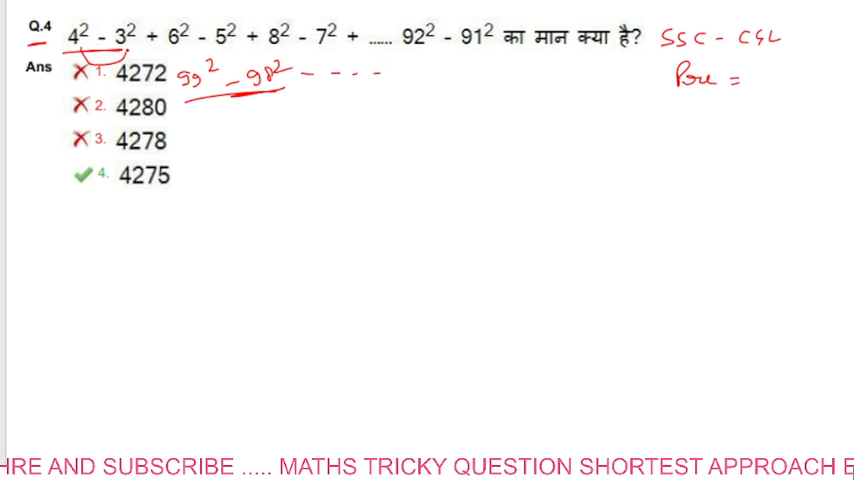 Q.4 4² - 3² + 6² - 5² + 8² - 7² + ...... 92² - 91² का मान क्या है? SSC - CGL
Ans 1. 4272 99² - 98² - - - - Pre =
2. 4280
3. 4278
4. 4275
HRE AND SUBSCRIBE ..... MATHS TRICKY QUESTION SHORTEST APPROACH E